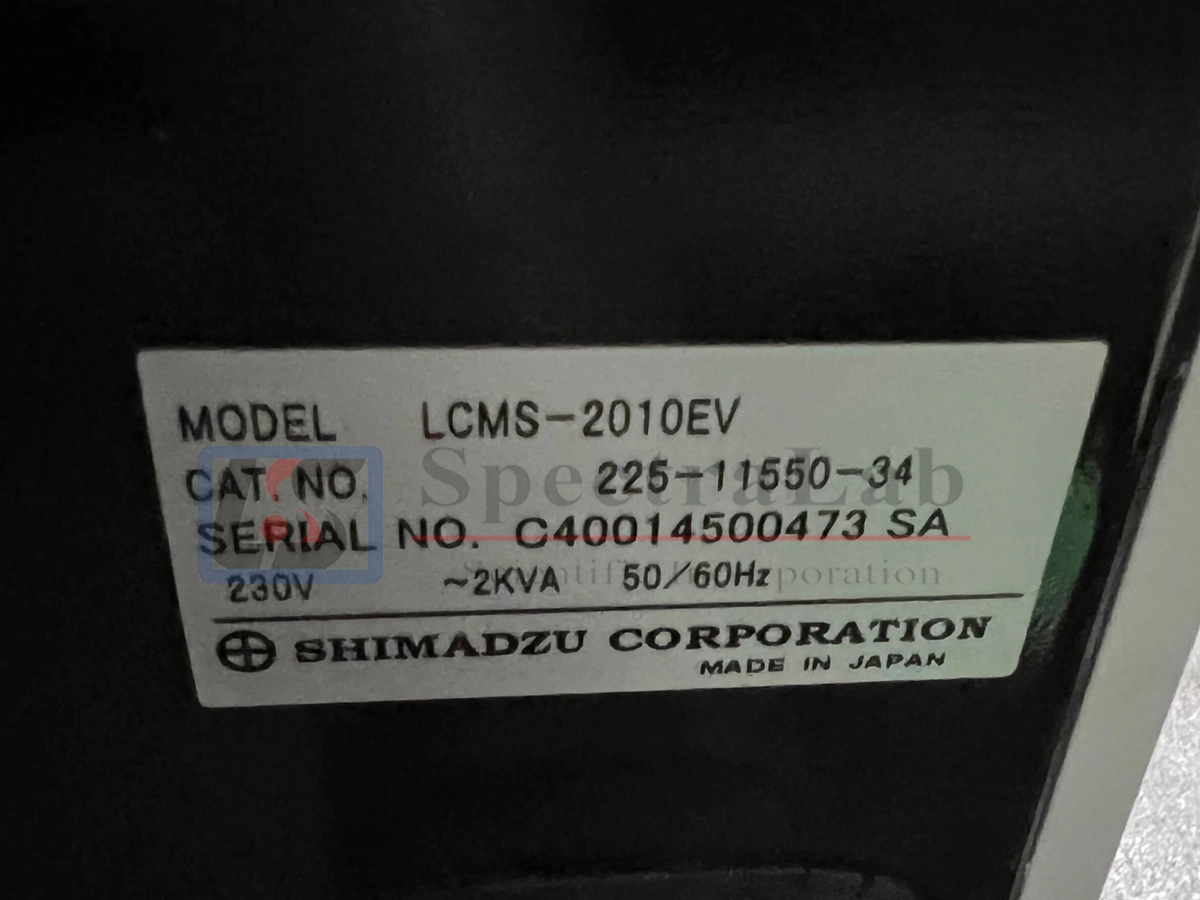 MODEL LCMS-2010EV
CAT. NO. 225-11550-34
SpectraLab
SERIAL NO. C40014500473 SA
Scientific Incorporation
230V ~2KVA 50/60Hz
SHIMADZU CORPORATION
MADE IN JAPAN